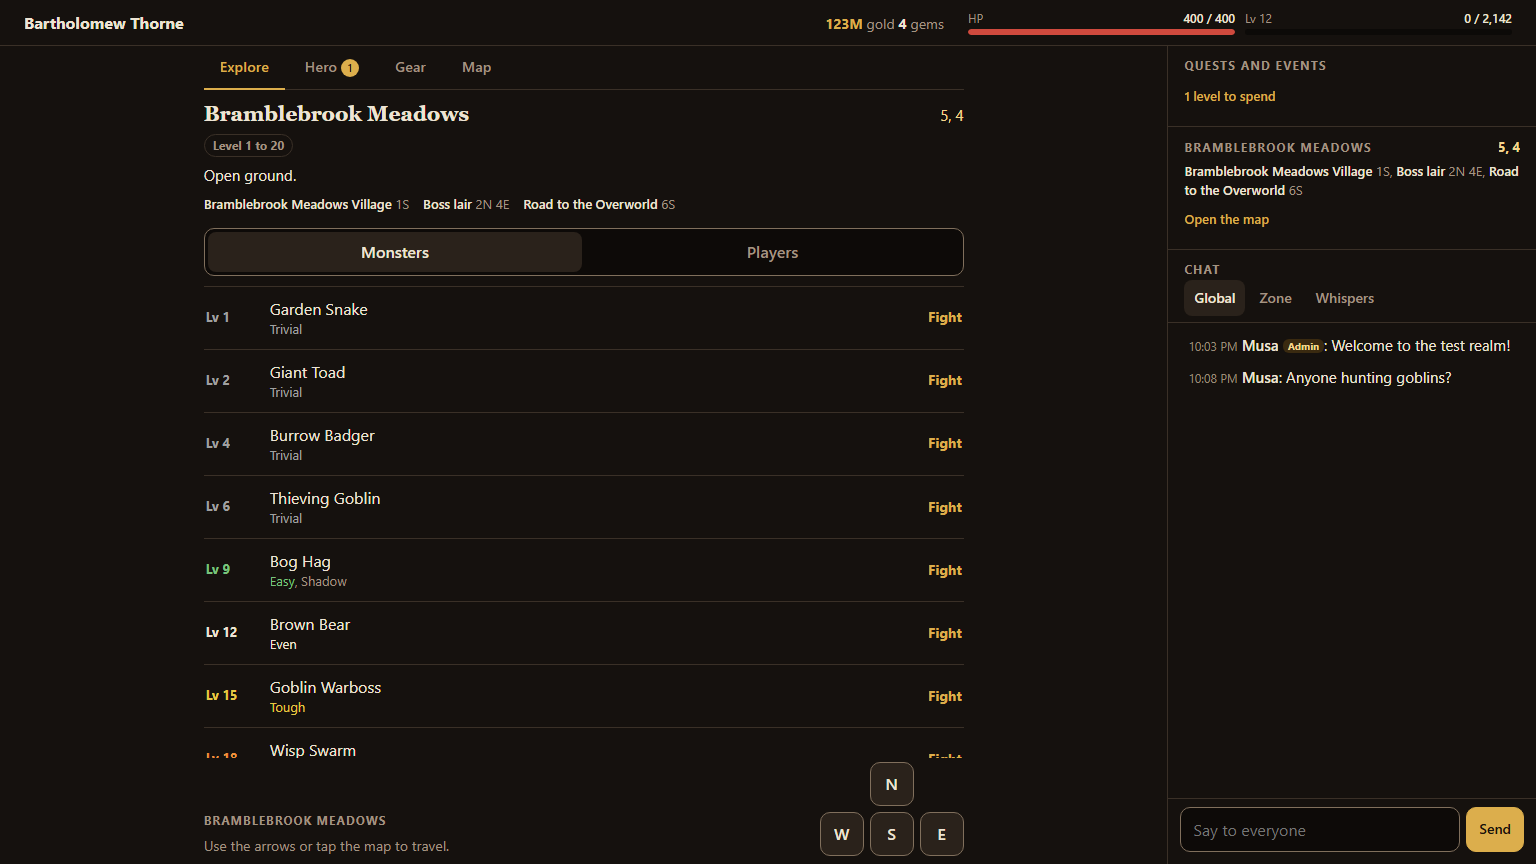 Bartholomew Thorne
123M gold 4 gems
HP 400 / 400
Lv 12 0 / 2,142
Explore
Hero 1
Gear
Map
Bramblebrook Meadows
5, 4
Level 1 to 20
Open ground.
Bramblebrook Meadows Village 1S Boss lair 2N 4E Road to the Overworld 6S
Monsters
Players
Lv 1 Garden Snake Fight
Trivial
Lv 2 Giant Toad Fight
Trivial
Lv 4 Burrow Badger Fight
Trivial
Lv 6 Thieving Goblin Fight
Trivial
Lv 9 Bog Hag Fight
Easy, Shadow
Lv 12 Brown Bear Fight
Even
Lv 15 Goblin Warboss Fight
Tough
Lv 18 Wisp Swarm Fight
N
W S E
BRAMBLEBROOK MEADOWS
Use the arrows or tap the map to travel.
QUESTS AND EVENTS
1 level to spend
BRAMBLEBROOK MEADOWS 5, 4
Bramblebrook Meadows Village 1S, Boss lair 2N 4E, Road
to the Overworld 6S
Open the map
CHAT
Global Zone Whispers
10:03 PM Musa Admin: Welcome to the test realm!
10:08 PM Musa: Anyone hunting goblins?
Say to everyone
Send